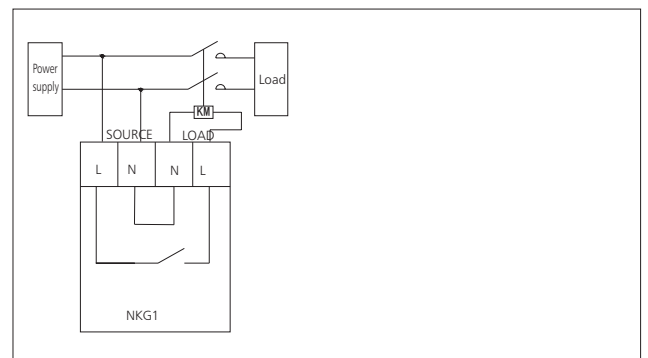 Power
supply
Load
KM
SOURCE LOAD
L N N L
NKG1